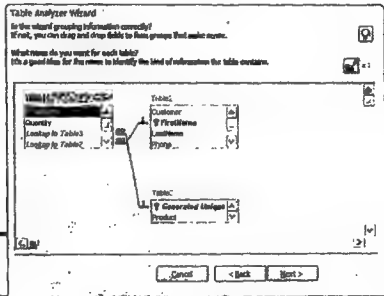 Table Analyzer Wizard
Is the wizard grouping information correctly?
If not, you can drag and drop fields to form groups that make sense.
What name do you want for each table?
It's a good idea for the name to identify the kind of information the table contains.
Quantity
Lookup to Table3
Lookup to Table2
Table2
Customer
FirstName
LastName
Phone
Generated Unique
Product
Cancel
< Back
Next >